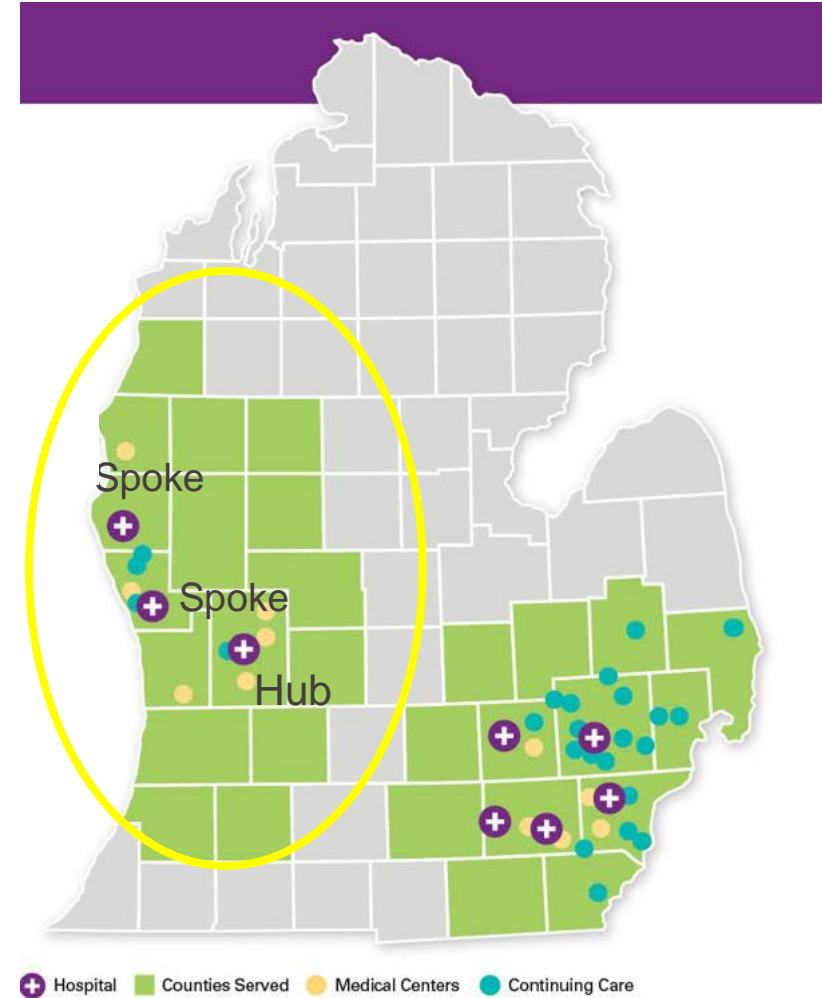 Spoke
Spoke
Hub
Hospital Counties Served Medical Centers Continuing Care